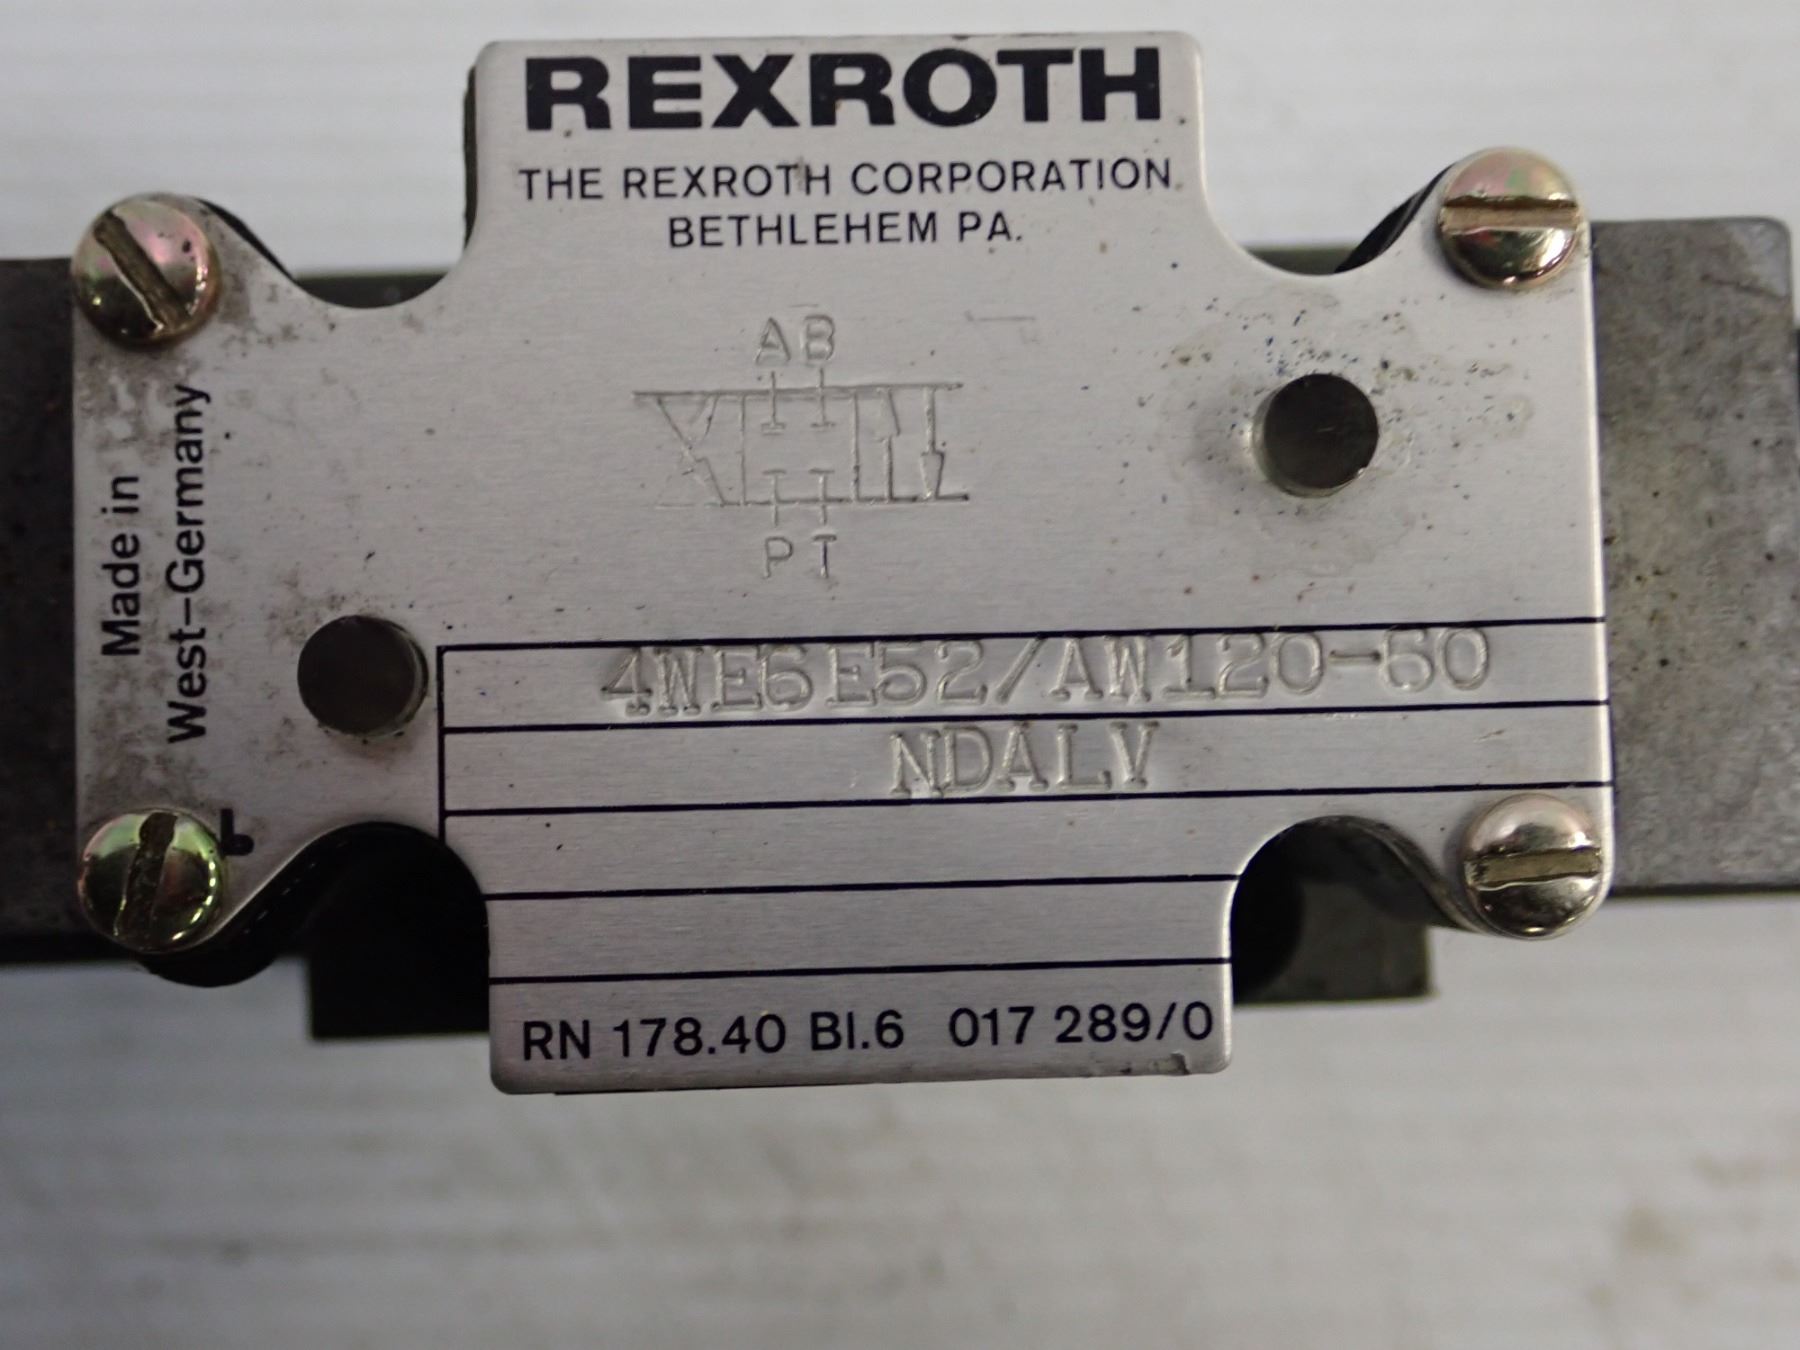 REXROTH
THE REXROTH CORPORATION
BETHLEHEM PA.
AB
PT
Made in
West-Germany
4WE6E52/AW120-60
NDALV
RN 178.40 Bl.6 017 289/0